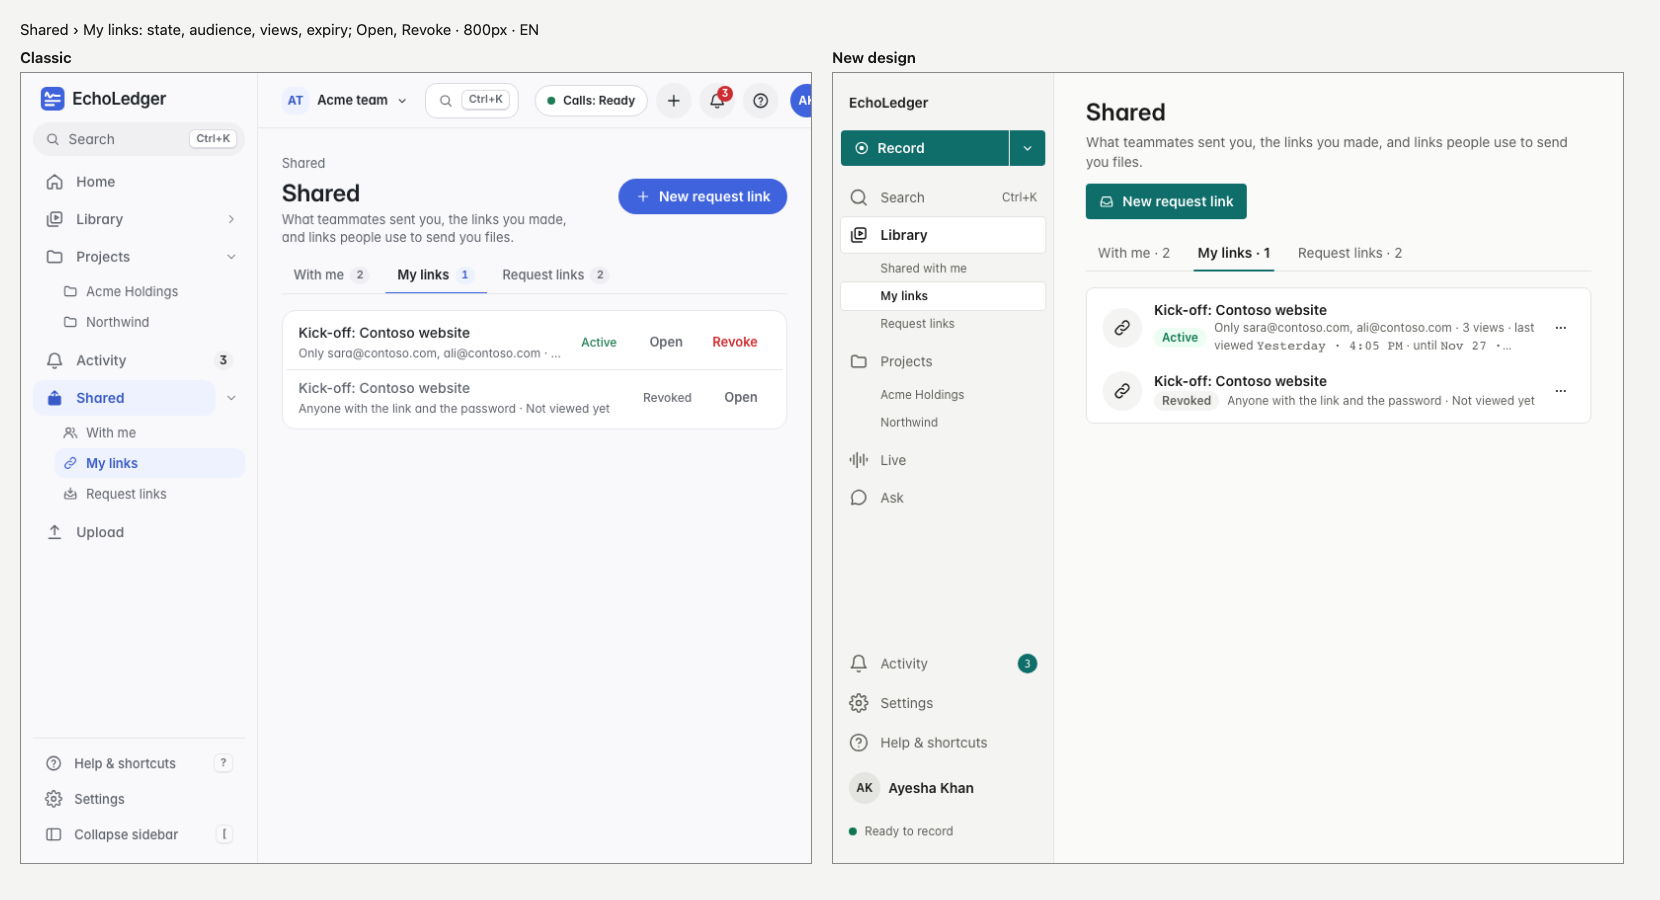 Shared › My links: state, audience, views, expiry; Open, Revoke · 800px · EN
Classic
EchoLedger
Search Ctrl+K
Home
Library
Projects
Acme Holdings
Northwind
Activity 3
Shared
With me
My links
Request links
Upload
Help & shortcuts ?
Settings
Collapse sidebar [
AT Acme team Ctrl+K Calls: Ready 3 AK
Shared
Shared
New request link
What teammates sent you, the links you made,
and links people use to send you files.
With me 2 My links 1 Request links 2
Kick-off: Contoso website
Only sara@contoso.com, ali@contoso.com · ...
Active Open Revoke
Kick-off: Contoso website
Anyone with the link and the password · Not viewed yet
Revoked Open
New design
EchoLedger
Record
Search Ctrl+K
Library
Shared with me
My links
Request links
Projects
Acme Holdings
Northwind
Live
Ask
Activity 3
Settings
Help & shortcuts
AK Ayesha Khan
Ready to record
Shared
What teammates sent you, the links you made, and links people use to send
you files.
New request link
With me · 2 My links · 1 Request links · 2
Kick-off: Contoso website
Active Only sara@contoso.com, ali@contoso.com · 3 views · last
viewed Yesterday · 4:05 PM · until Nov 27 ·...
Kick-off: Contoso website
Revoked Anyone with the link and the password · Not viewed yet